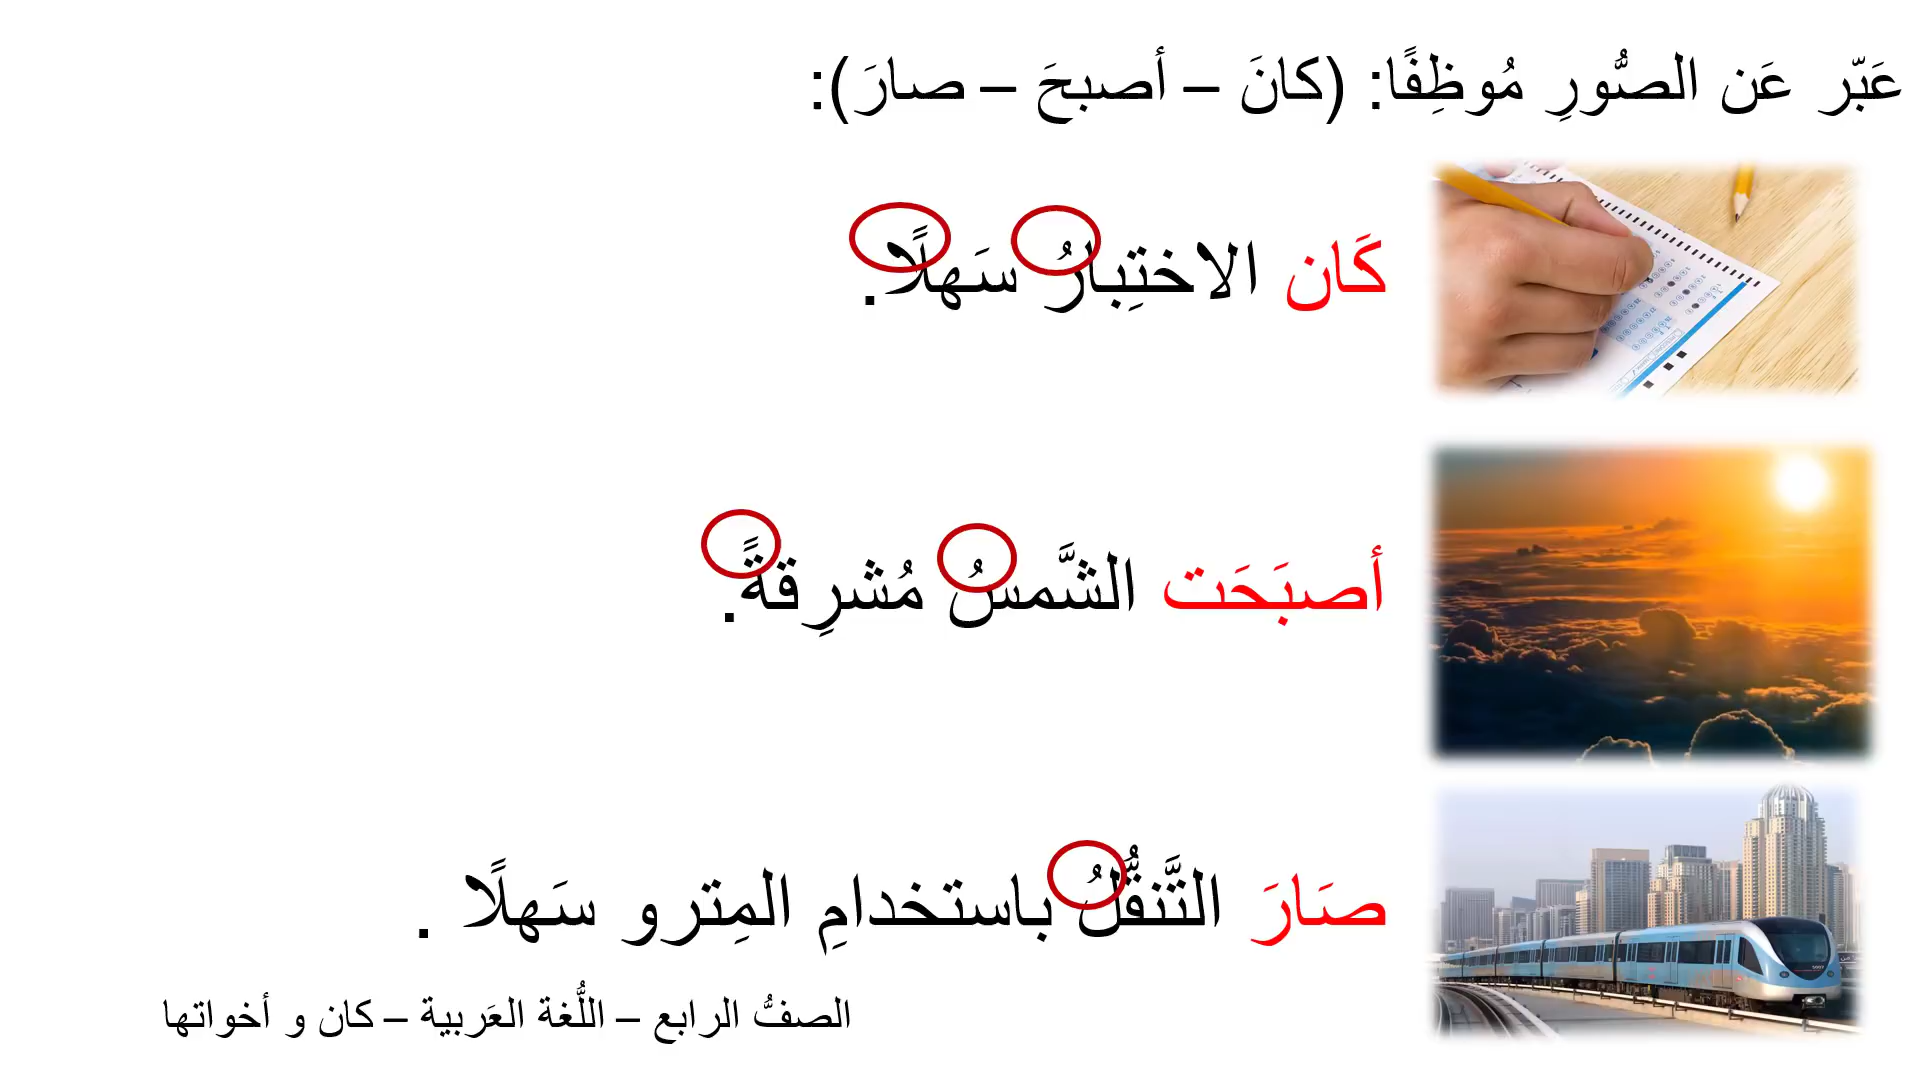 عَبّر عَن الصُّورِ مُوظِفًا: (كانَ – أصبحَ – صارَ):
كَان الاختِبارُ سَهلًا.
أصبَحَت الشَّمسُ مُشرِقةً.
صَارَ التَّنقُّلُ باستخدامِ المِترو سَهلًا .
الصفُّ الرابع – اللُّغة العَربية – كان و أخواتها